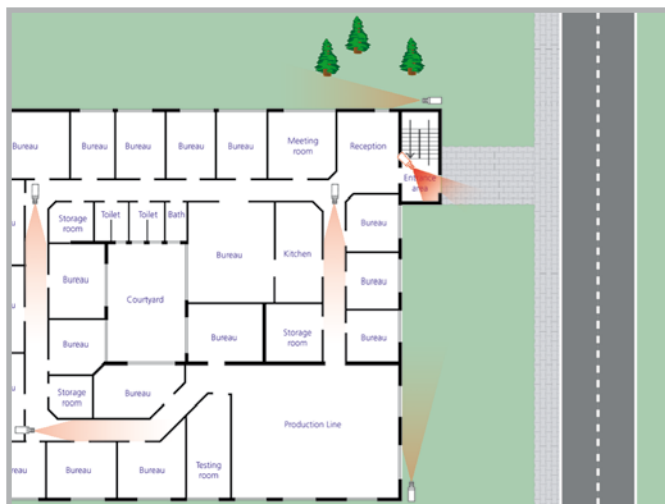 Bureau
Bureau
Bureau
Bureau
Bureau
Meeting
room
Reception
Entrance
area
Storage
room
Toilet
Toilet
Bath
Bureau
Bureau
Kitchen
Bureau
Bureau
Courtyard
Bureau
Bureau
Bureau
Storage
room
Bureau
Storage
room
Bureau
Production Line
Bureau
Bureau
Testing
room